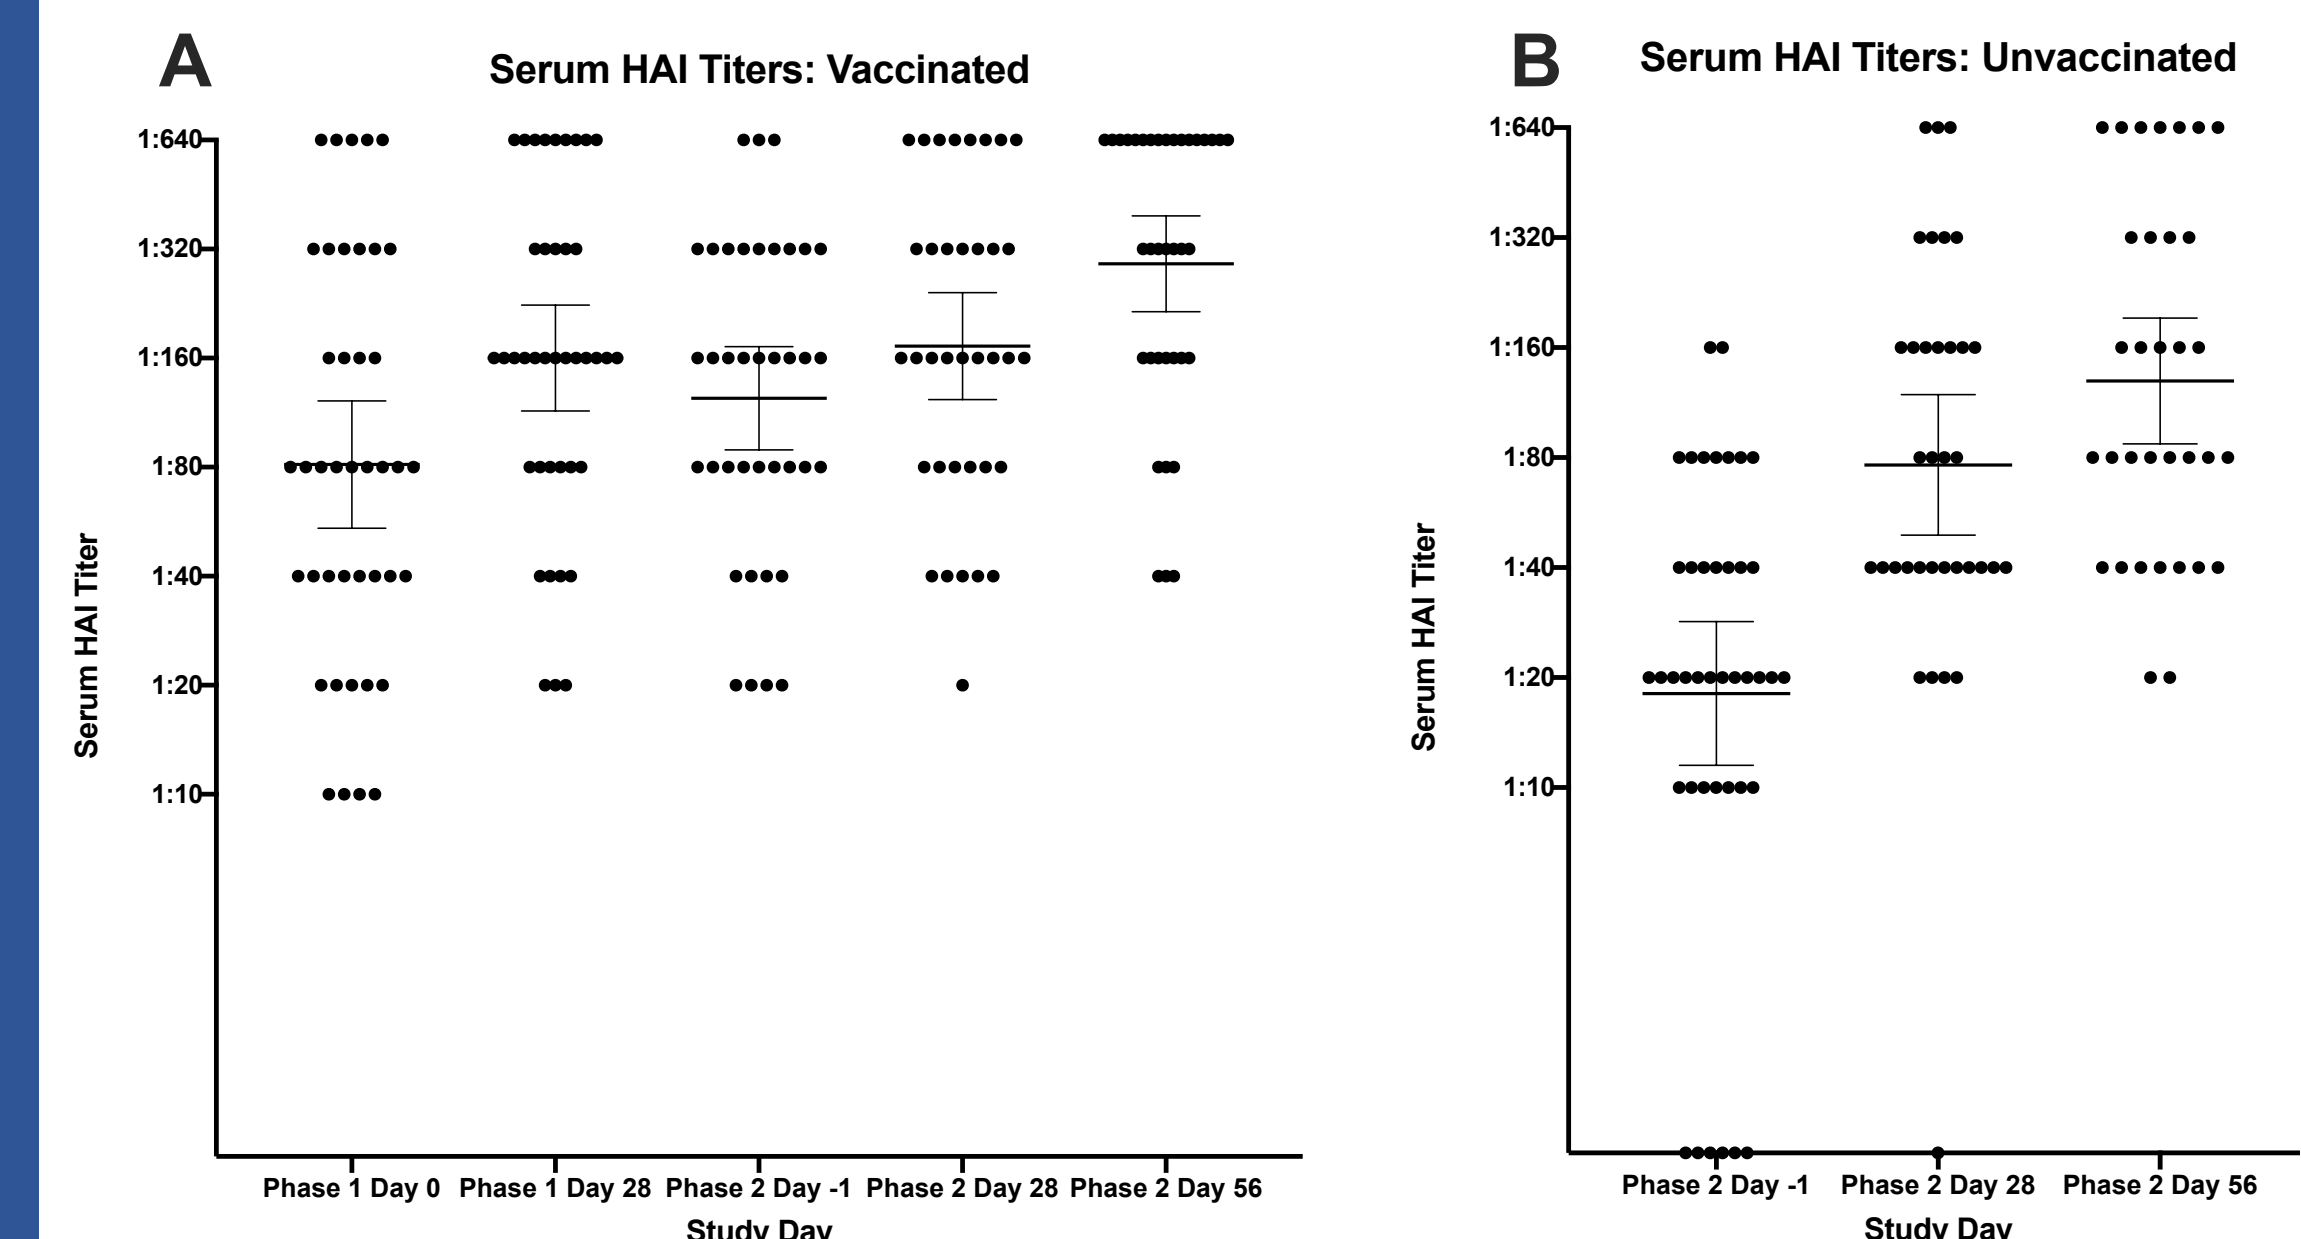 A
Serum HAI Titers: Vaccinated
1:640
1:320
1:160
1:80
1:40
1:20
1:10
Serum HAI Titer
Phase 1 Day 0
Phase 1 Day 28
Phase 2 Day -1
Phase 2 Day 28
Phase 2 Day 56
Study Day
B
Serum HAI Titers: Unvaccinated
1:640
1:320
1:160
1:80
1:40
1:20
1:10
Serum HAI Titer
Phase 2 Day -1
Phase 2 Day 28
Phase 2 Day 56
Study Day